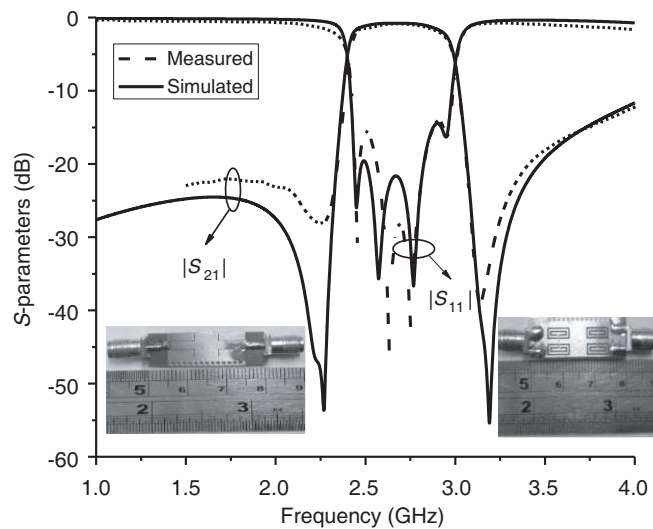 0
-10
-20
-30
-40
-50
-60
S-parameters (dB)
Measured
Simulated
|S21|
|S11|
5 6 7 8 9
2 3
5 6 7 8
2 3
1.0 1.5 2.0 2.5 3.0 3.5 4.0
Frequency (GHz)